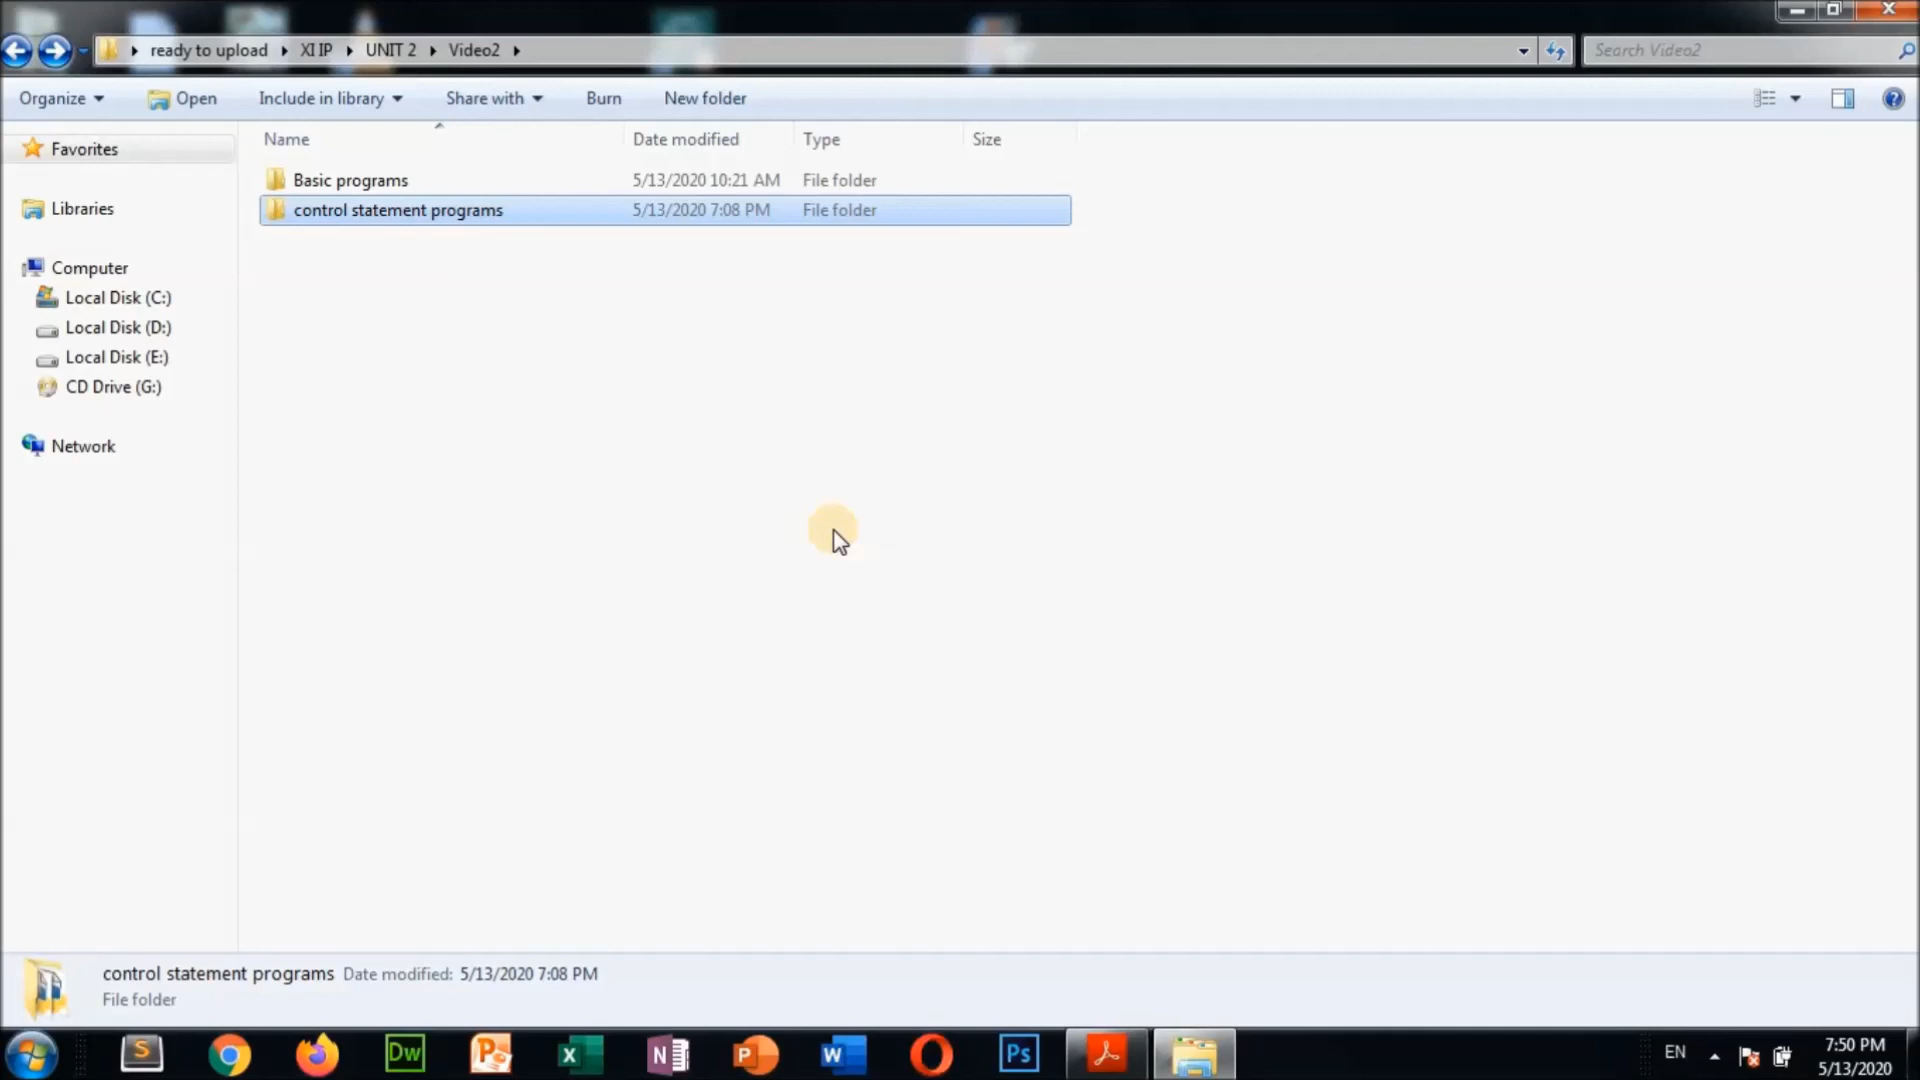 ready to upload XI IP UNIT 2 Video2
Search Video2
Organize Open Include in library Share with Burn New folder
Name Date modified Type Size
Favorites
Basic programs 5/13/2020 10:21 AM File folder
control statement programs 5/13/2020 7:08 PM File folder
Libraries
Computer
Local Disk (C:)
Local Disk (D:)
Local Disk (E:)
CD Drive (G:)
Network
control statement programs Date modified: 5/13/2020 7:08 PM
File folder
S Dw P X N P W Ps EN 7:50 PM
5/13/2020